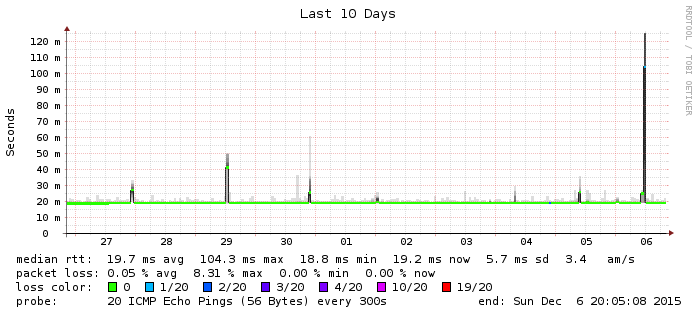 Last 10 Days
RRDTOOL / TOBI OETIKER
Seconds
120 m
110 m
100 m
90 m
80 m
70 m
60 m
50 m
40 m
30 m
20 m
10 m
0
27 28 29 30 01 02 03 04 05 06
median rtt: 19.7 ms avg 104.3 ms max 18.8 ms min 19.2 ms now 5.7 ms sd 3.4 am/s
packet loss: 0.05 % avg 8.31 % max 0.00 % min 0.00 % now
loss color: 0 1/20 2/20 3/20 4/20 10/20 19/20
probe: 20 ICMP Echo Pings (56 Bytes) every 300s end: Sun Dec 6 20:05:08 2015